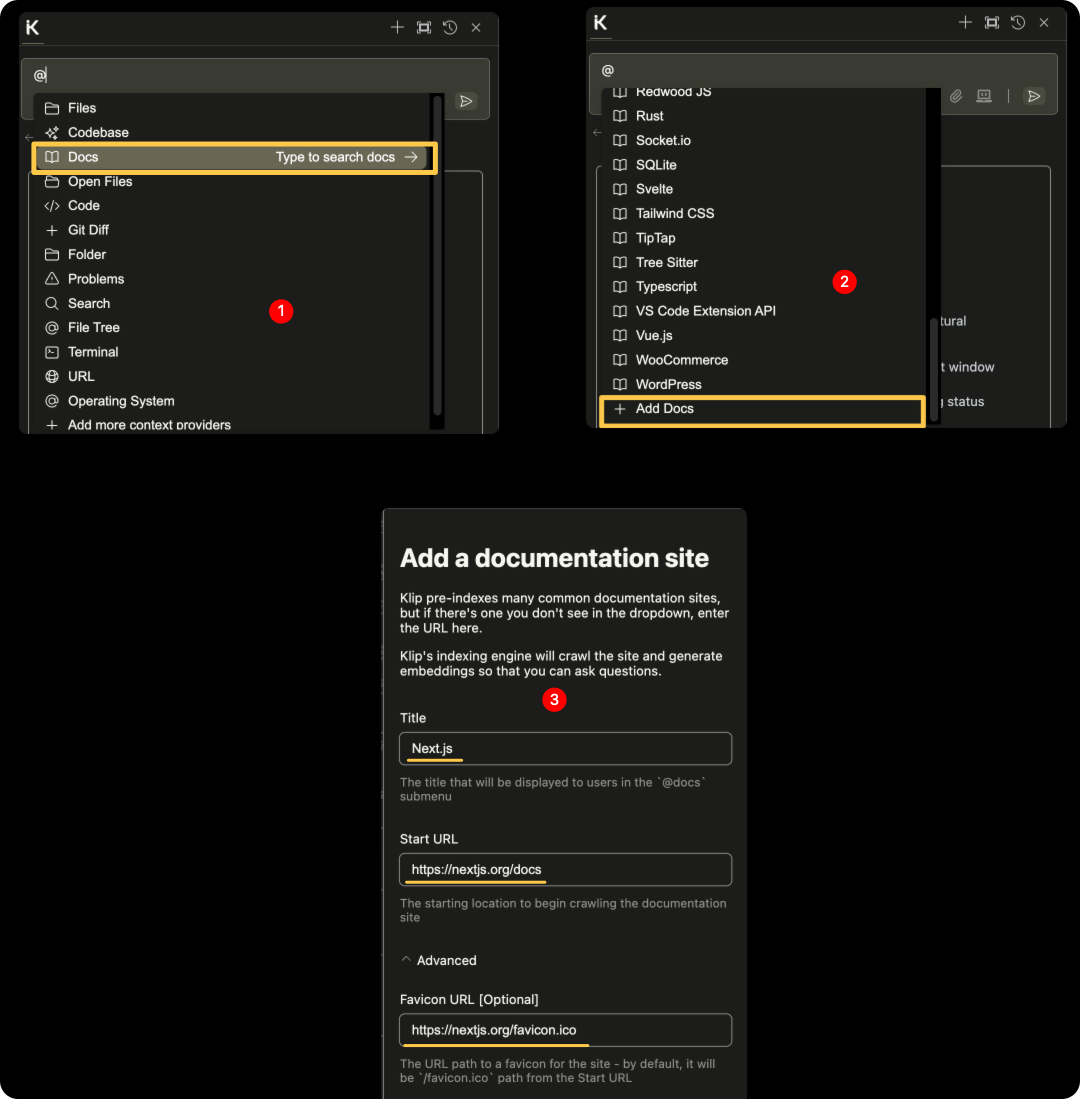 K
@
Files
Codebase
Docs Type to search docs
Open Files
Code
Git Diff
Folder
Problems
Search
File Tree
Terminal
URL
Operating System
Add more context providers
1
K
@
Redwood JS
Rust
Socket.io
SQLite
Svelte
Tailwind CSS
TipTap
Tree Sitter
Typescript
VS Code Extension API
Vue.js
WooCommerce
WordPress
Add Docs
2
tural
t window
g status
Add a documentation site
Klip pre-indexes many common documentation sites,
but if there's one you don't see in the dropdown, enter
the URL here.
Klip's indexing engine will crawl the site and generate
embeddings so that you can ask questions.
3
Title
Next.js
The title that will be displayed to users in the `@docs`
submenu
Start URL
https://nextjs.org/docs
The starting location to begin crawling the documentation
site
Advanced
Favicon URL [Optional]
https://nextjs.org/favicon.ico
The URL path to a favicon for the site - by default, it will
be `/favicon.ico` path from the Start URL